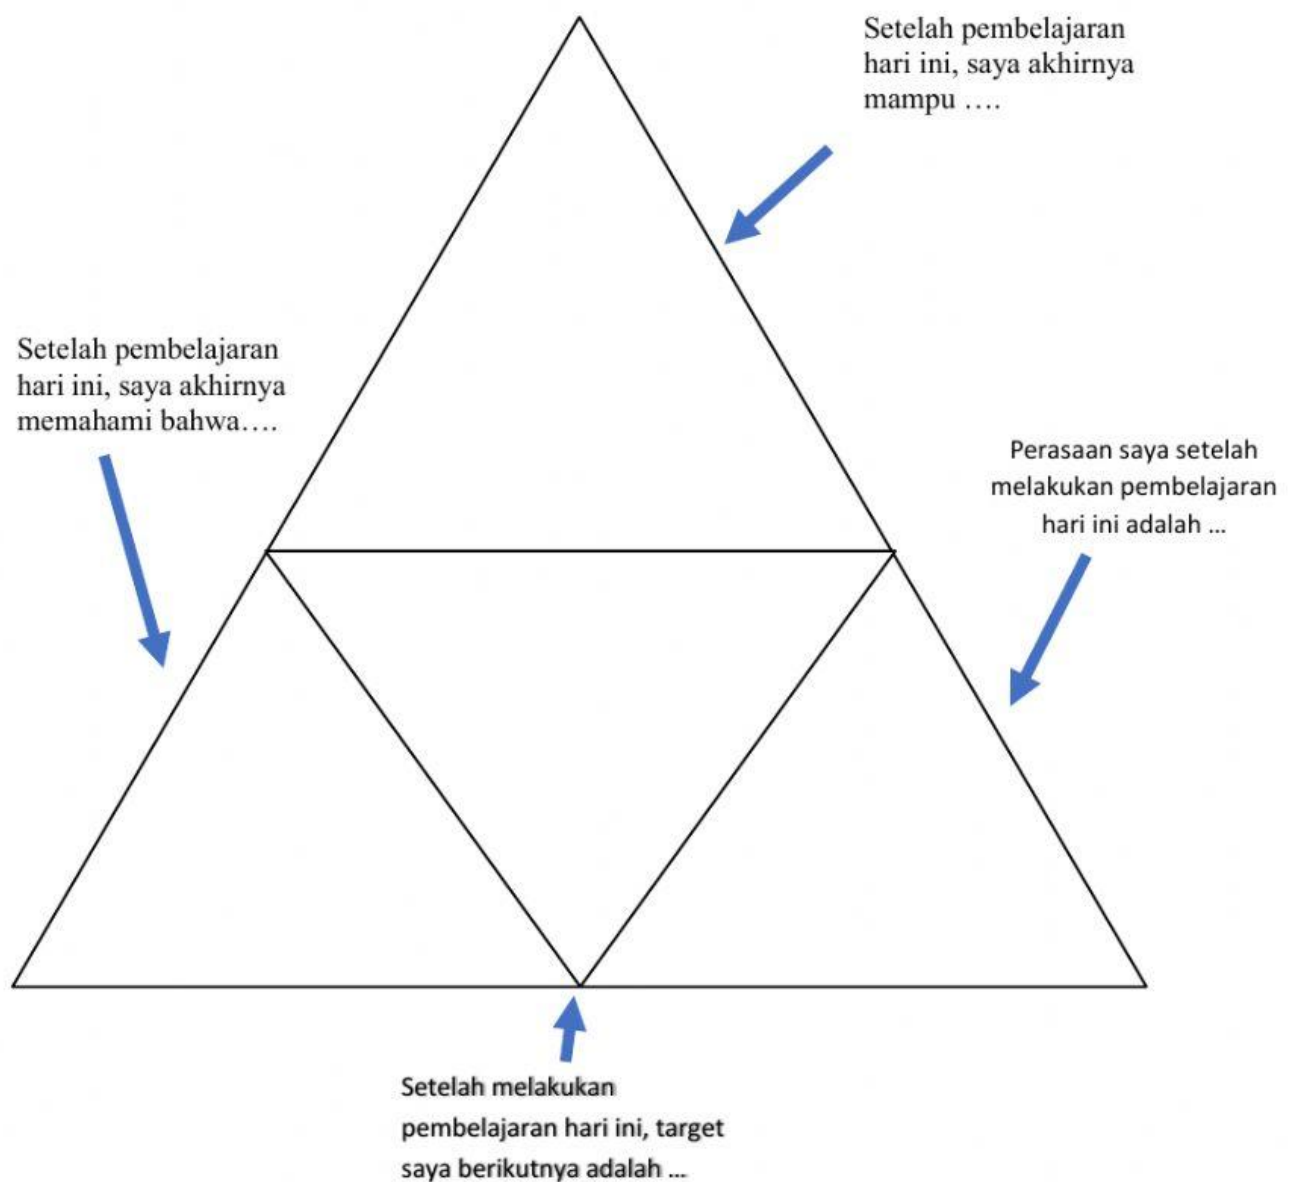 Setelah pembelajaran
hari ini, saya akhirnya
mampu ….
Setelah pembelajaran
hari ini, saya akhirnya
memahami bahwa….
Perasaan saya setelah
melakukan pembelajaran
hari ini adalah ...
Setelah melakukan
pembelajaran hari ini, target
saya berikutnya adalah ...